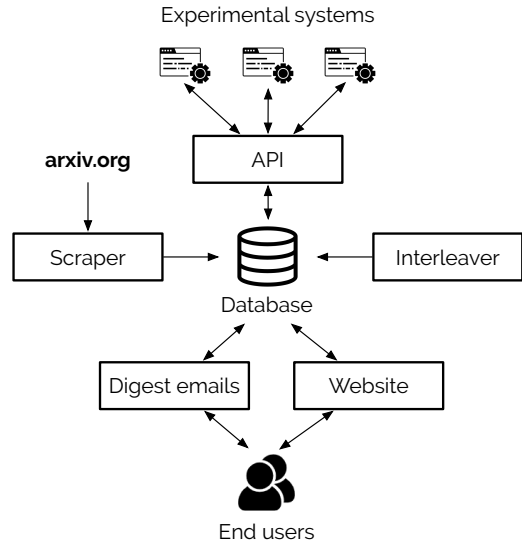 Experimental systems
API
arxiv.org
Scraper
Interleaver
Database
Digest emails
Website
End users